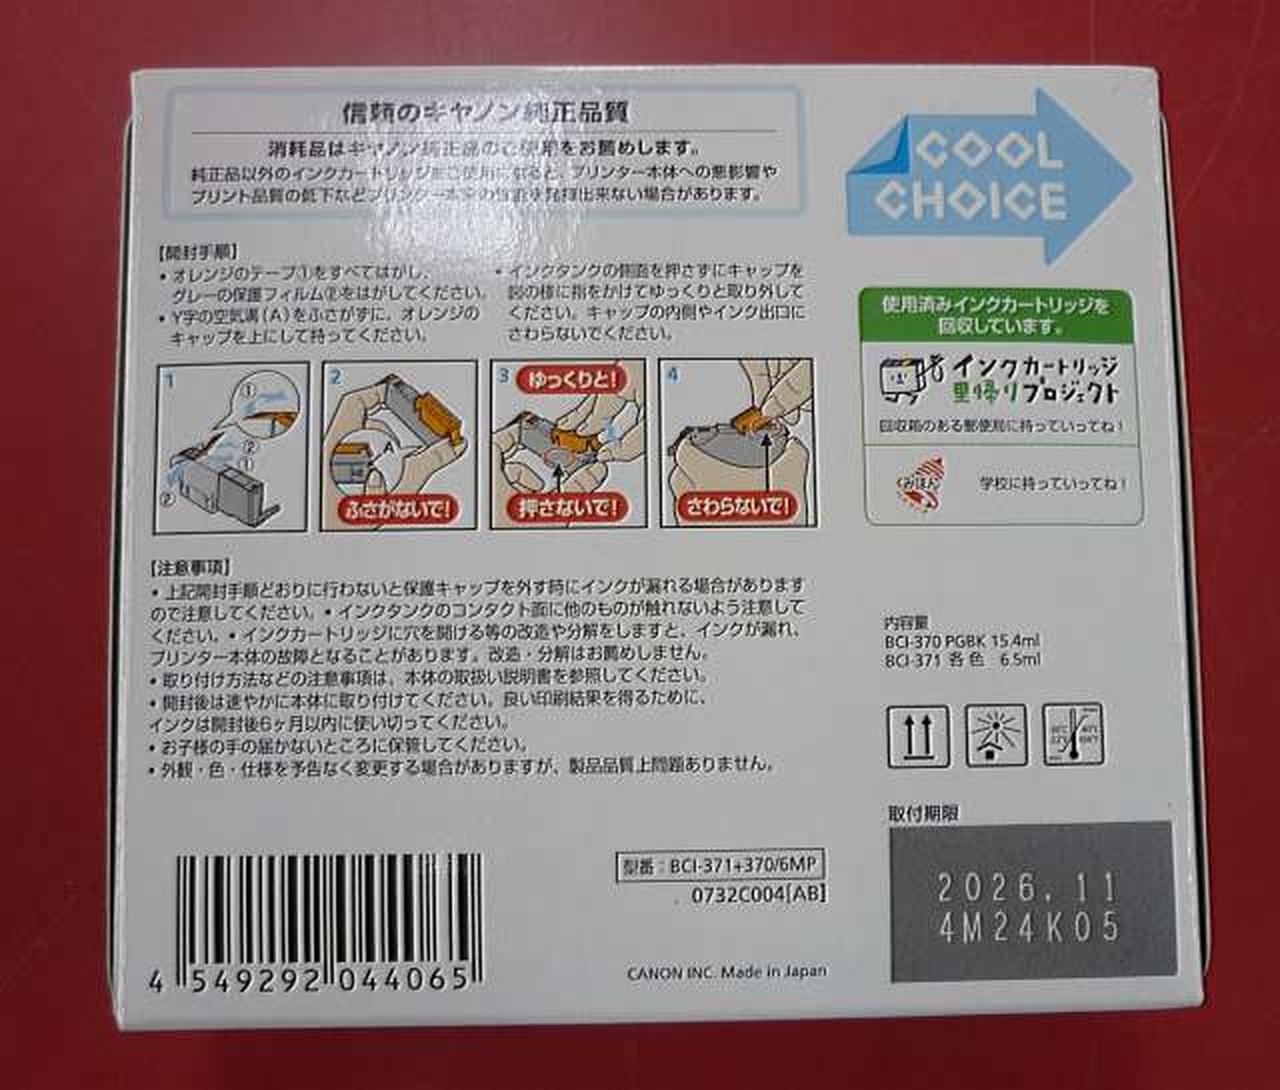 信頼のキヤノン純正品質
消耗品はキヤノン純正品のご使用をお薦めします。
純正品以外のインクカートリッジをご使用になると、プリンター本体への悪影響や
プリント品質の低下などプリンター本来の性能を発揮出来ない場合があります。
COOL
CHOICE
【開封手順】
• オレンジのテープ①をすべてはがし、
グレーの保護フィルム②をはがしてください。
• Y字の空気溝(A)をふさがずに、オレンジの
キャップを上にして持ってください。
• インクタンクの側面を押さずにキャップを
図の様に指をかけてゆっくりと取り外して
ください。キャップの内側やインク出口に
さわらないでください。
1
①
②
①
②
2
A
ふさがないで!
3
ゆっくりと!
押さないで!
4
さわらないで!
使用済みインクカートリッジを
回収しています。
インクカートリッジ
里帰りプロジェクト
回収箱のある郵便局に持っていってね!
くみほん
学校に持っていってね!
【注意事項】
• 上記開封手順どおりに行わないと保護キャップを外す時にインクが漏れる場合があります
ので注意してください。• インクタンクのコンタクト面に他のものが触れないよう注意して
ください。• インクカートリッジに穴を開ける等の改造や分解をしますと、インクが漏れ、
プリンター本体の故障となることがあります。改造・分解はお薦めしません。
• 取り付け方法などの注意事項は、本体の取扱い説明書を参照してください。
• 開封後は速やかに本体に取り付けてください。良い印刷結果を得るために、
インクは開封後6ヶ月以内に使い切ってください。
• お子様の手の届かないところに保管してください。
• 外観・色・仕様を予告なく変更する場合がありますが、製品品質上問題ありません。
内容量
BCI-370 PGBK 15.4ml
BCI-371 各色 6.5ml
取付期限
2026.11
4M24K05
型番:BCI-371+370/6MP
0732C004[AB]
CANON INC. Made in Japan
4 549292 044065